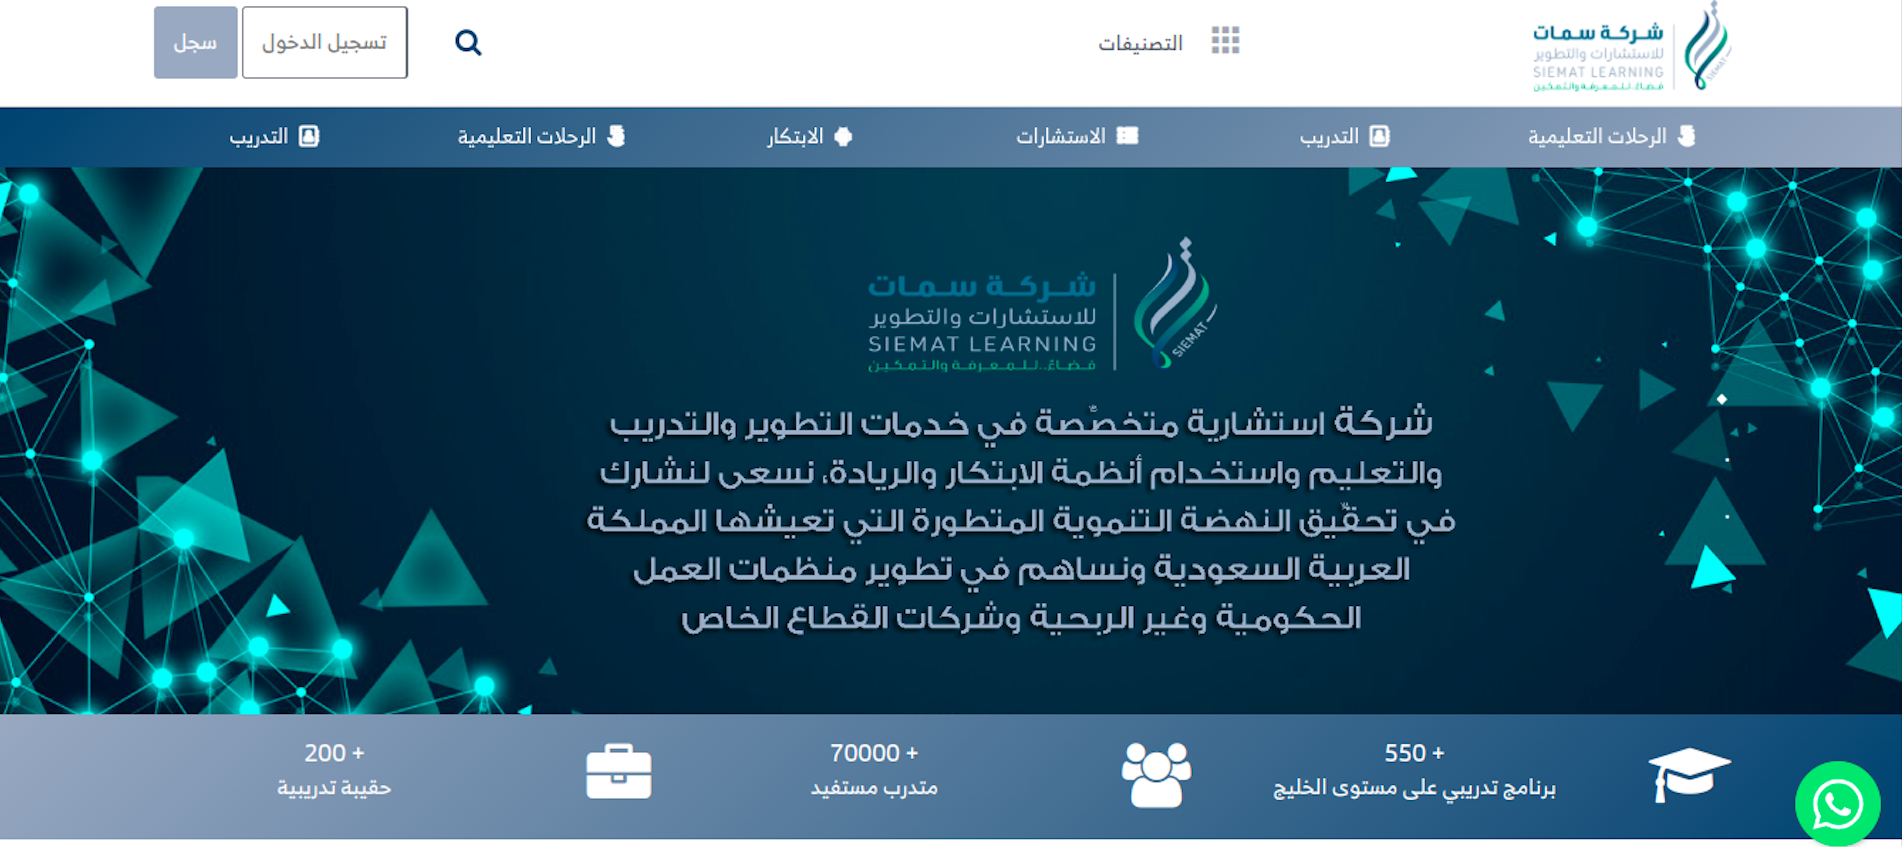 شركة سمات
للاستشارات والتطوير
SIEMAT LEARNING
فضاءً..للمعرفة والتمكين
SIEMAT
التصنيفات
تسجيل الدخول
سجل
الرحلات التعليمية
التدريب
الاستشارات
الابتكار
الرحلات التعليمية
التدريب
شركة سمات
للاستشارات والتطوير
SIEMAT LEARNING
فضاءً..للمعرفة والتمكين
SIEMAT
شركة استشارية متخصّصة في خدمات التطوير والتدريب
والتعليم واستخدام أنظمة الابتكار والريادة، نسعى لنشارك
في تحقّيق النهضة التنموية المتطورة التي تعيشها المملكة
العربية السعودية ونساهم في تطوير منظمات العمل
الحكومية وغير الربحية وشركات القطاع الخاص
550 +
برنامج تدريبي على مستوى الخليج
70000 +
متدرب مستفيد
200 +
حقيبة تدريبية